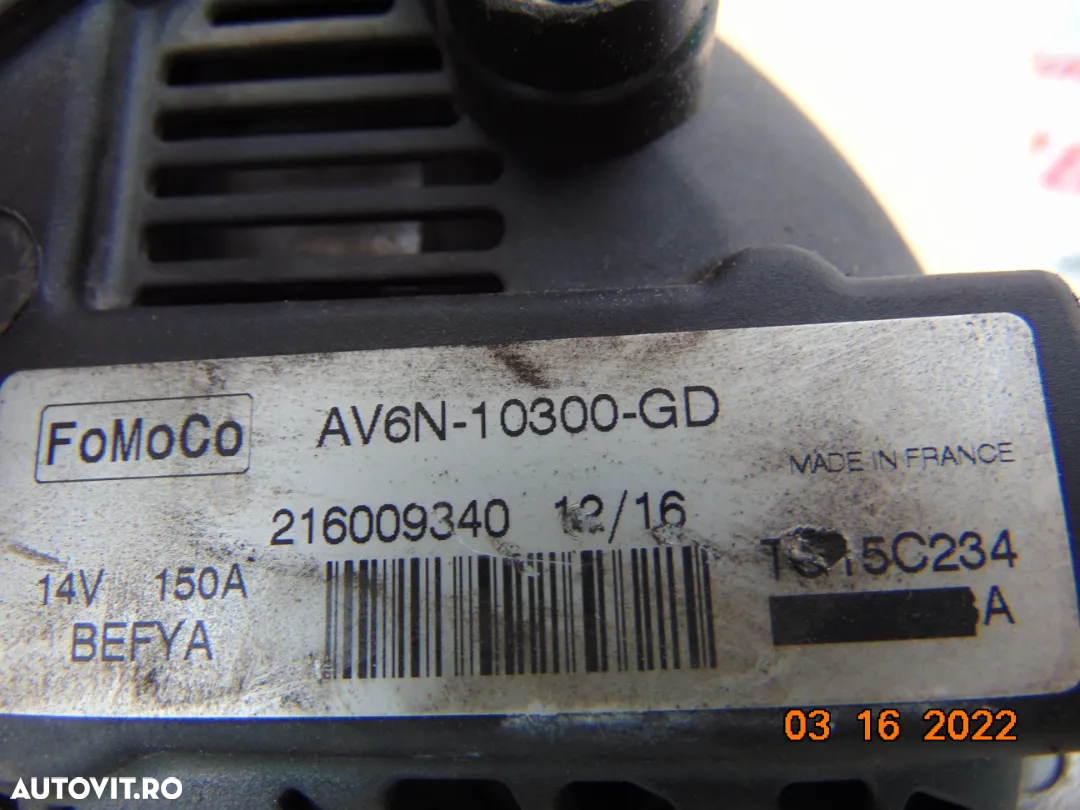 FoMoCo
AV6N-10300-GD
MADE IN FRANCE
216009340 12/16
14V 150A
BEFYA
A
03 16 2022
AUTOVIT.RO